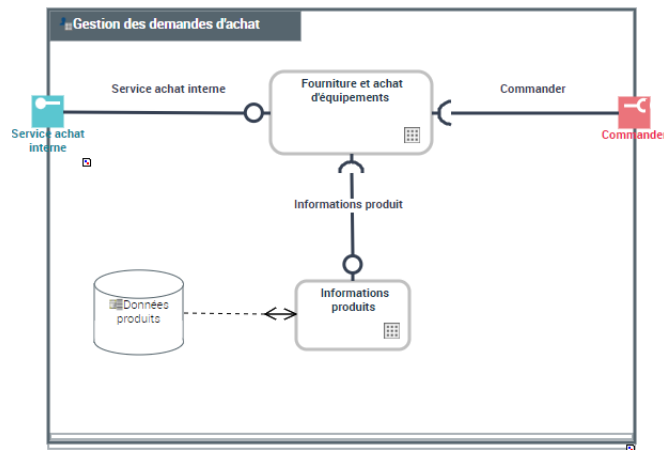 Gestion des demandes d'achat
Service achat interne
Fourniture et achat
d'équipements
Commander
Service achat
interne
Commander
Informations produit
Données
produits
Informations
produits